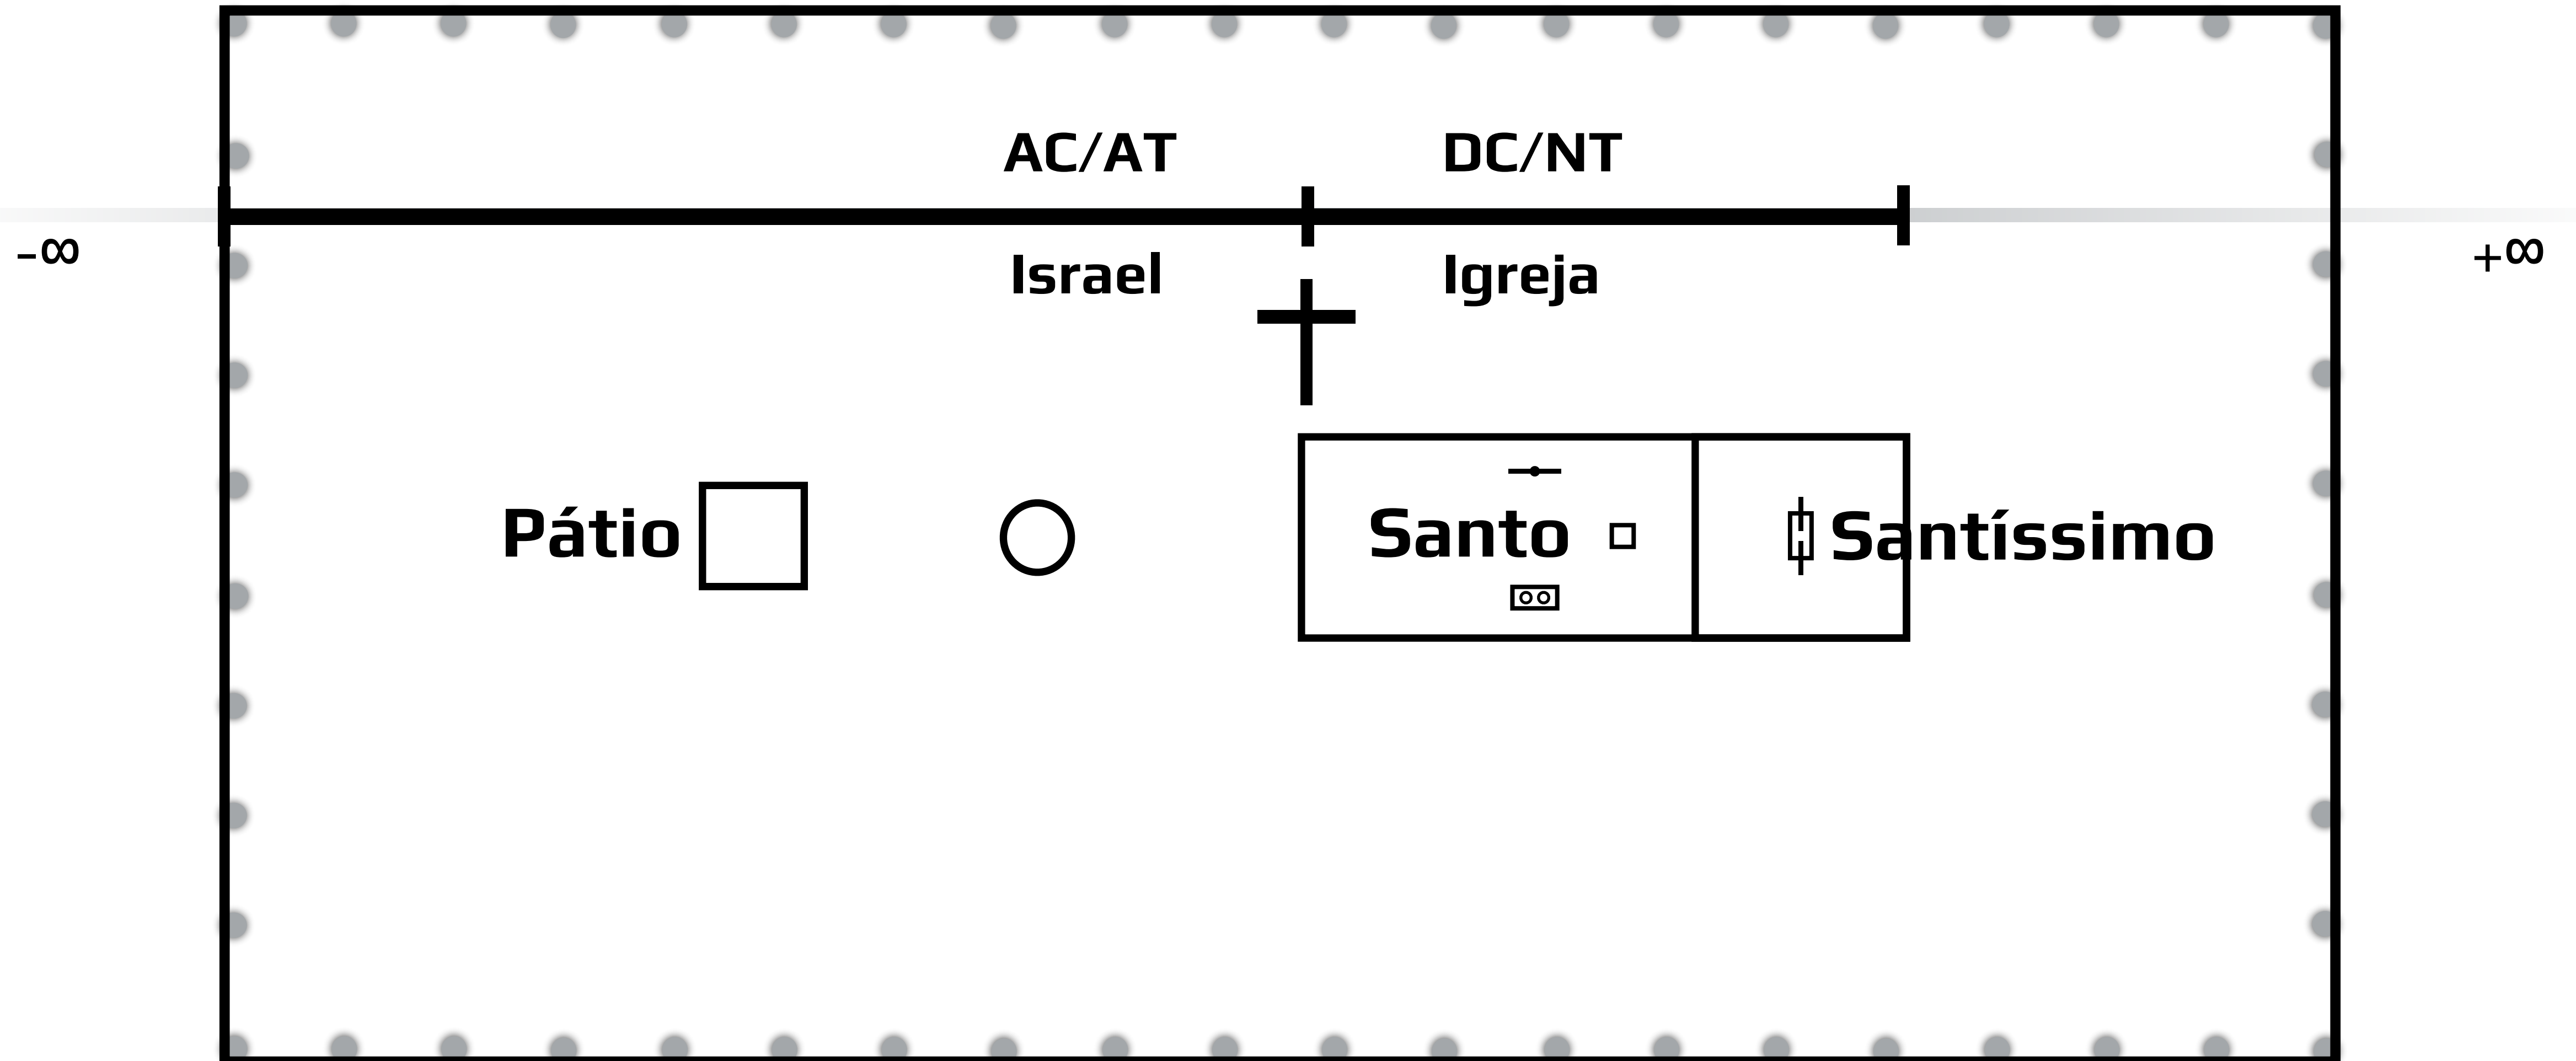 AC/AT DC/NT
-∞ +∞
Israel Igreja
Pátio Santo Santíssimo